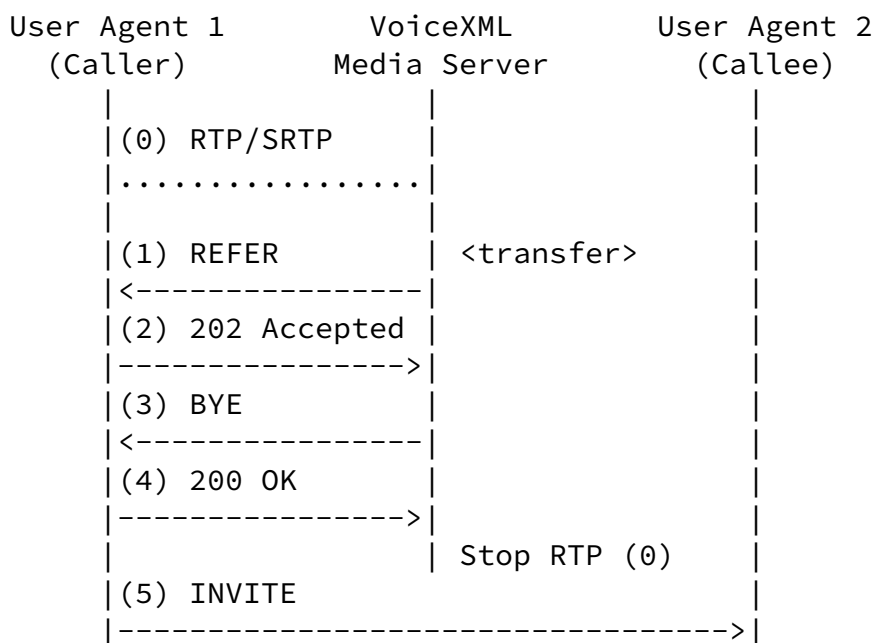 User Agent 1 VoiceXML User Agent 2
(Caller) Media Server (Callee)
(0) RTP/SRTP
(1) REFER <transfer>
(2) 202 Accepted
(3) BYE
(4) 200 OK
Stop RTP (0)
(5) INVITE